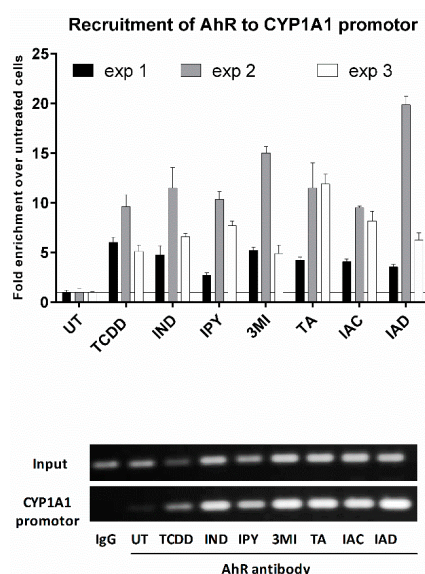 Recruitment of AhR to CYP1A1 promotor
exp 1 exp 2 exp 3
Fold enrichment over untreated cells
25
20
15
10
5
0
UT TCDD IND IPY 3MI TA IAC IAD
Input
CYP1A1
promotor
IgG UT TCDD IND IPY 3MI TA IAC IAD
AhR antibody